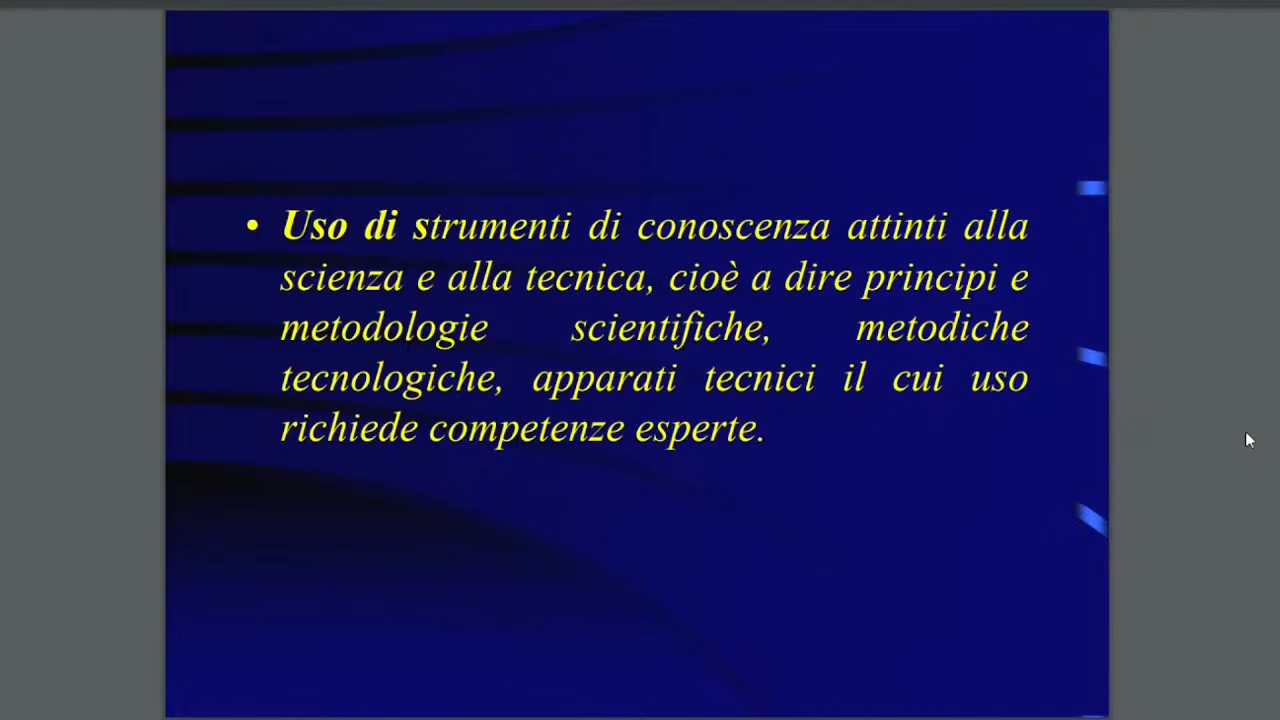 • Uso di strumenti di conoscenza attinti alla
scienza e alla tecnica, cioè a dire principi e
metodologie scientifiche, metodiche
tecnologiche, apparati tecnici il cui uso
richiede competenze esperte.